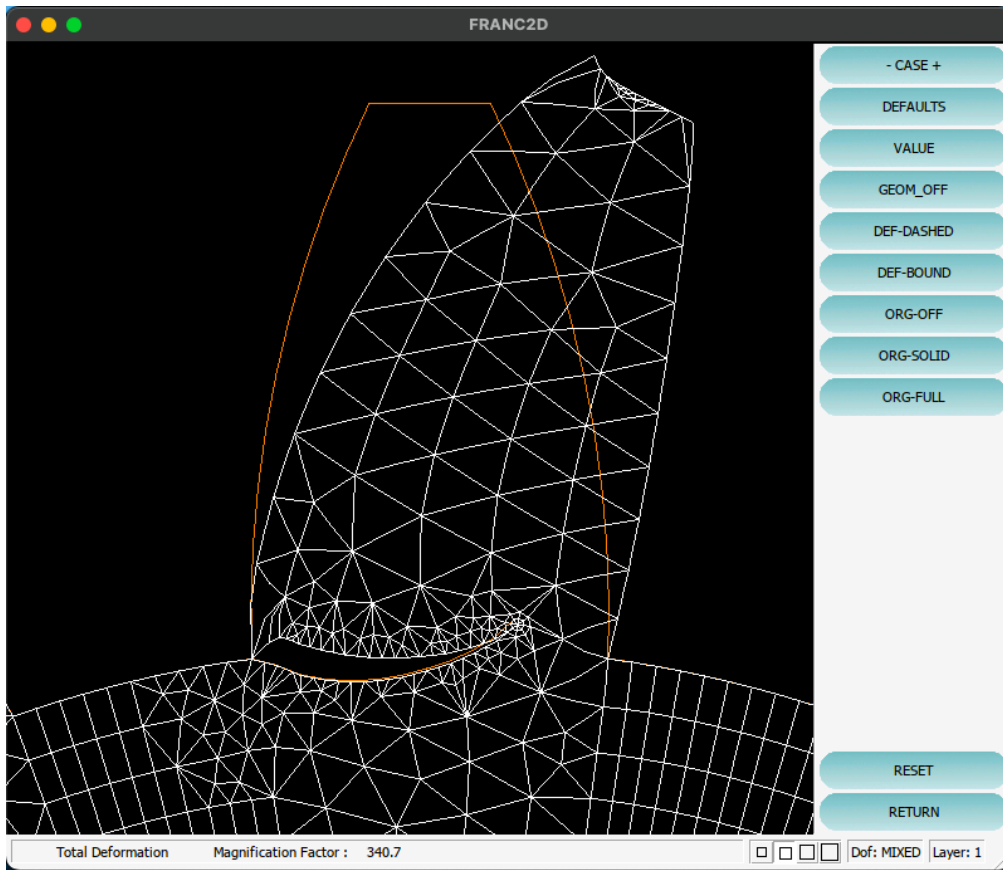 FRANC2D
- CASE +
DEFAULTS
VALUE
GEOM_OFF
DEF-DASHED
DEF-BOUND
ORG-OFF
ORG-SOLID
ORG-FULL
RESET
RETURN
Total Deformation Magnification Factor : 340.7 Dof: MIXED Layer: 1